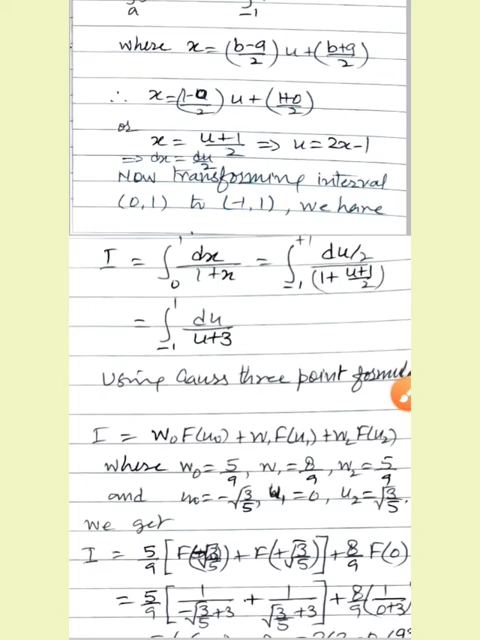 a -1
where x = (b-a/2) u + (b+a/2)
∴ x = (1-0/2) u + (1+0/2)
or
x = u+1/2 ⇒ u = 2x-1
⇒ dx = du/2
Now transforming interval
(0,1) to (-1,1), we have
I = ∫₀¹ dx/1+x = ∫₋₁⁺¹ du/2/(1+ u+1/2)
= ∫₋₁¹ du/u+3
Using Gauss three point formul
I = W₀F(u₀) + W₁F(u₁) + W₂F(u₂)
where w₀ = 5/9, w₁ = 8/9, w₂ = 5/9
and u₀ = -√3/5, u₁ = 0, u₂ = √3/5.
we get
I = 5/9 [F(-√3/5) + F(+√3/5)] + 8/9 F(0)
= 5/9 [1/-√3/5+3 + 1/√3/5+3] + 8/9 (1/0+3)